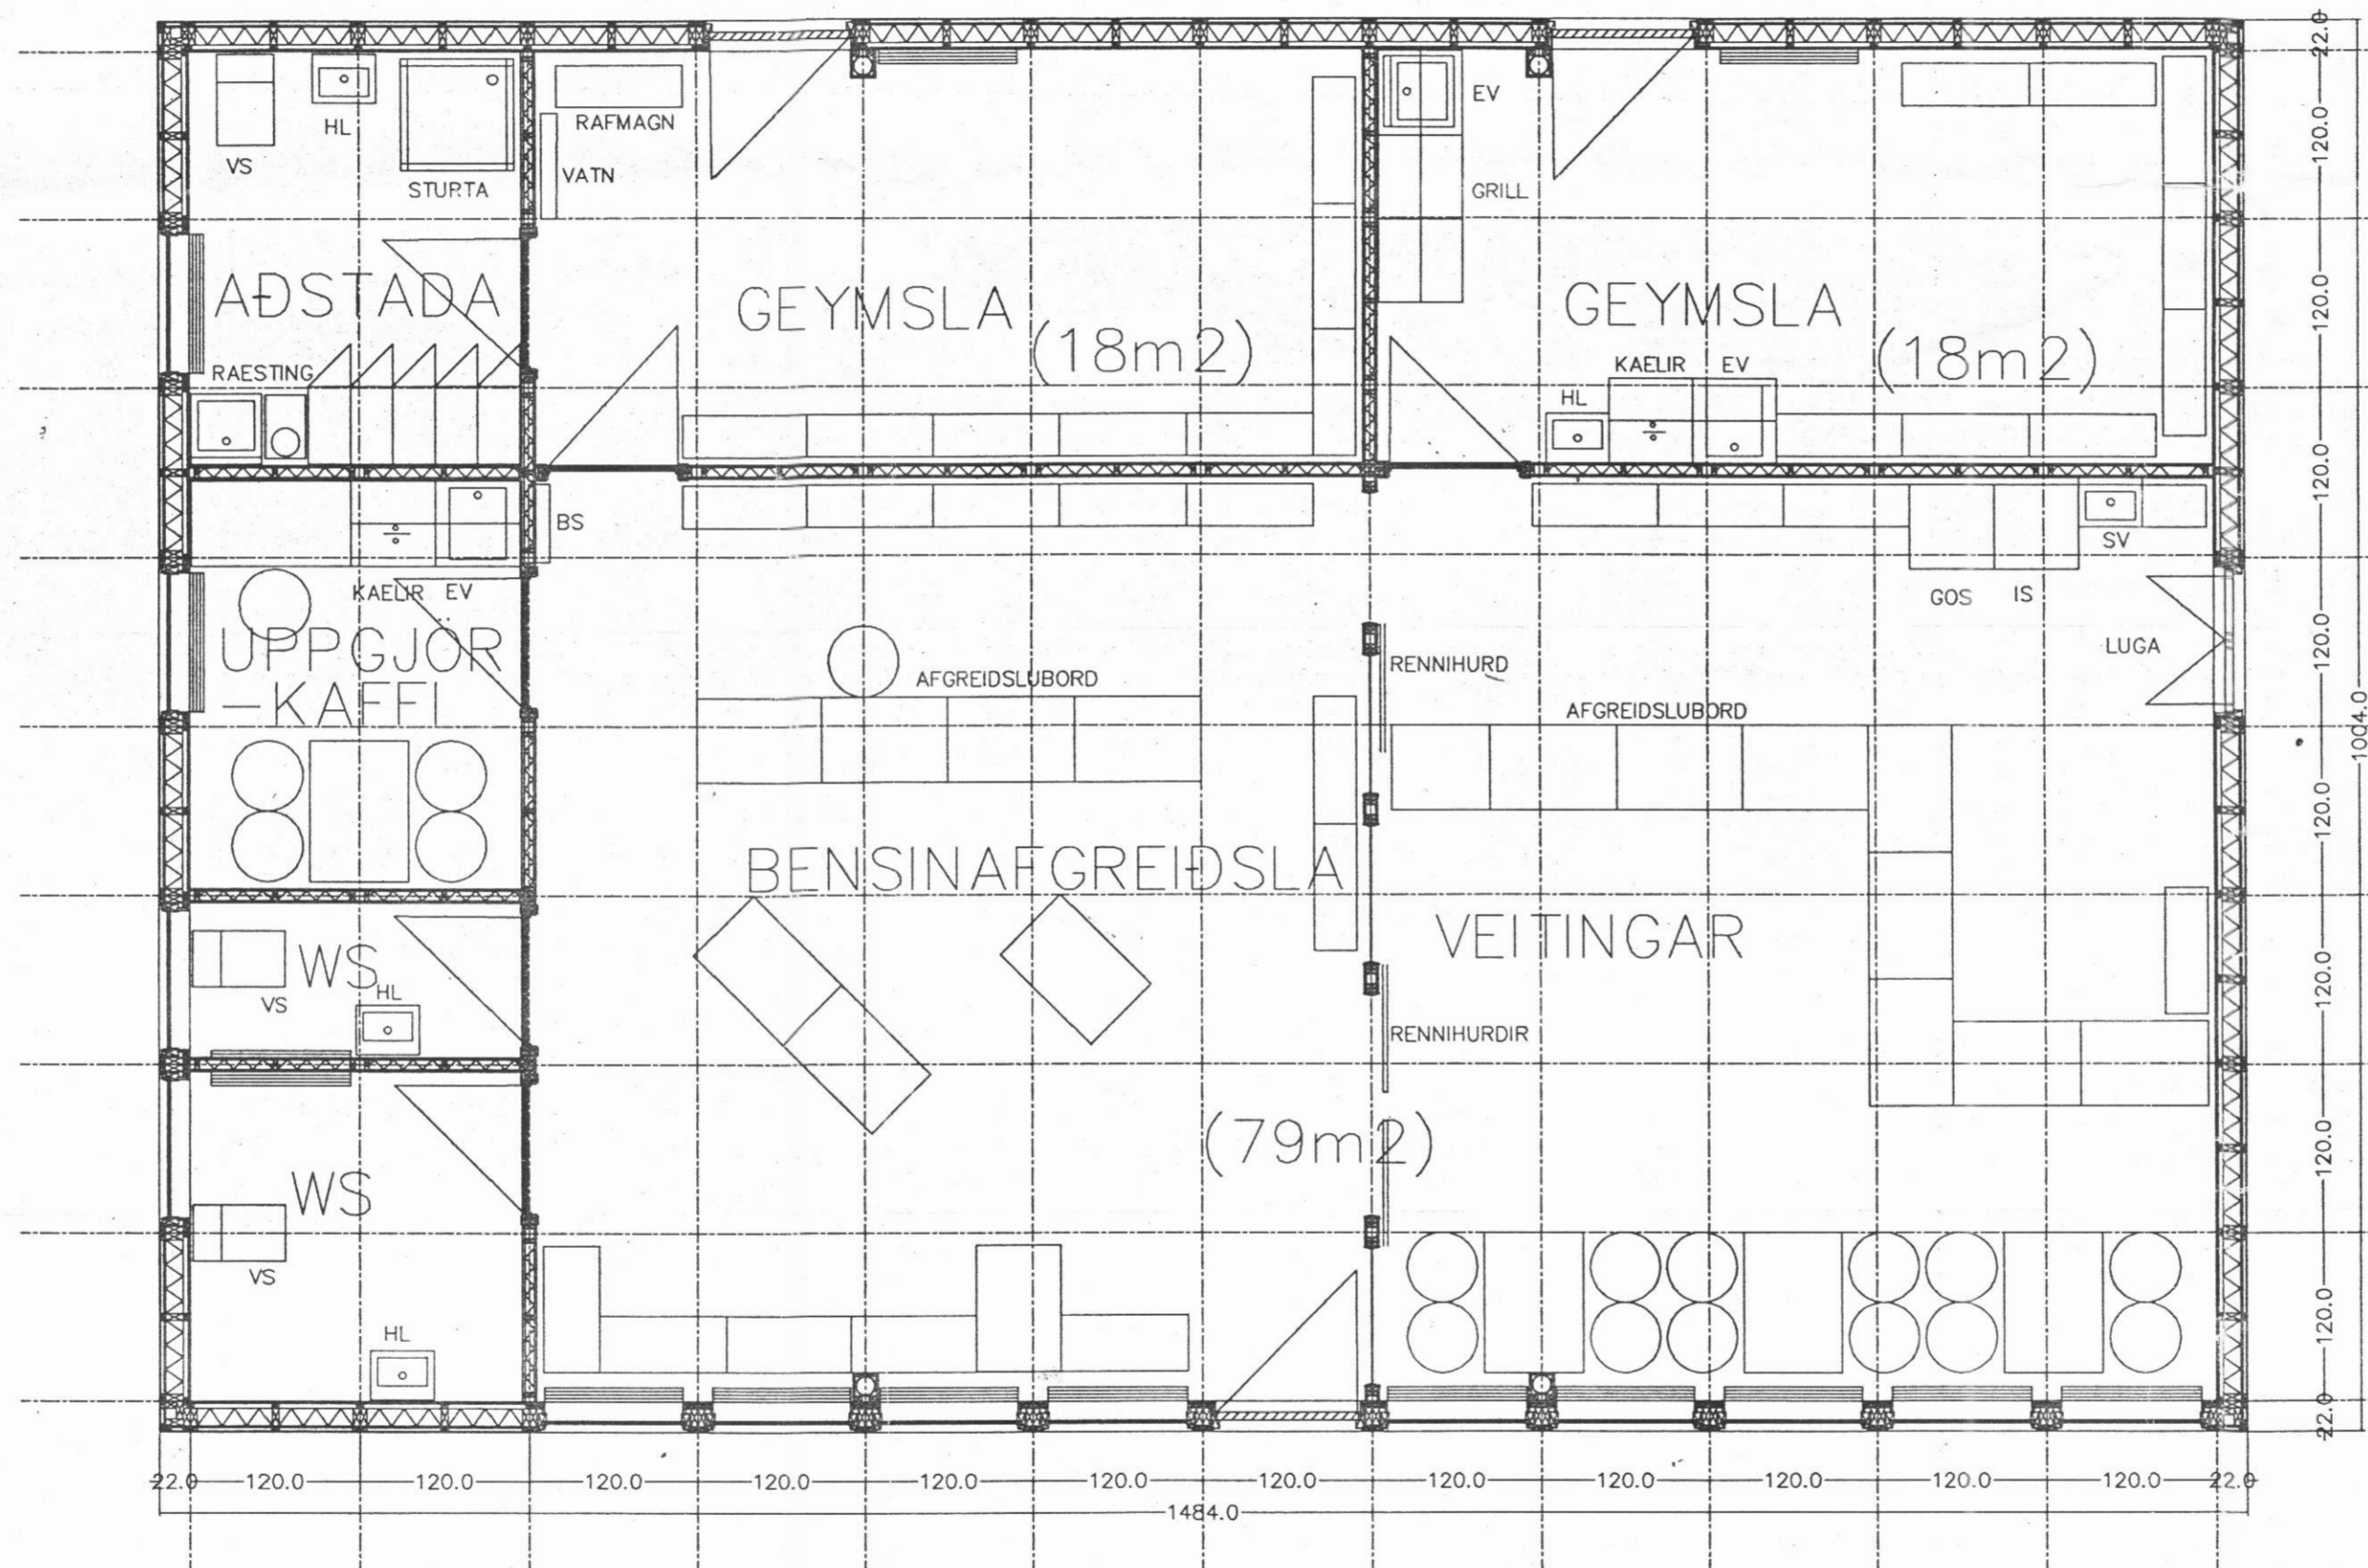 HL
VS
STURTA
RAFMAGN
VATN
EV
GRILL
AÐSTADA
GEYMSLA
(18m2)
GEYMSLA
(18m2)
RAESTING
KAELIR EV
HL
BS
KAELIR EV
UPPGJÖR
-KAFFI
AFGREIDSLUBORD
RENNIHURD
AFGREIDSLUBORD
SV
GOS IS
LUGA
BENSINAFGREIÐSLA
VEITINGAR
WS
VS
HL
RENNIHURDIR
(79m2)
WS
VS
HL
22.0
120.0
120.0
120.0
120.0
120.0
120.0
120.0
120.0
22.0
1004.0
22.0 120.0 120.0 120.0 120.0 120.0 120.0 120.0 120.0 120.0 120.0 120.0 120.0 22.0
1484.0